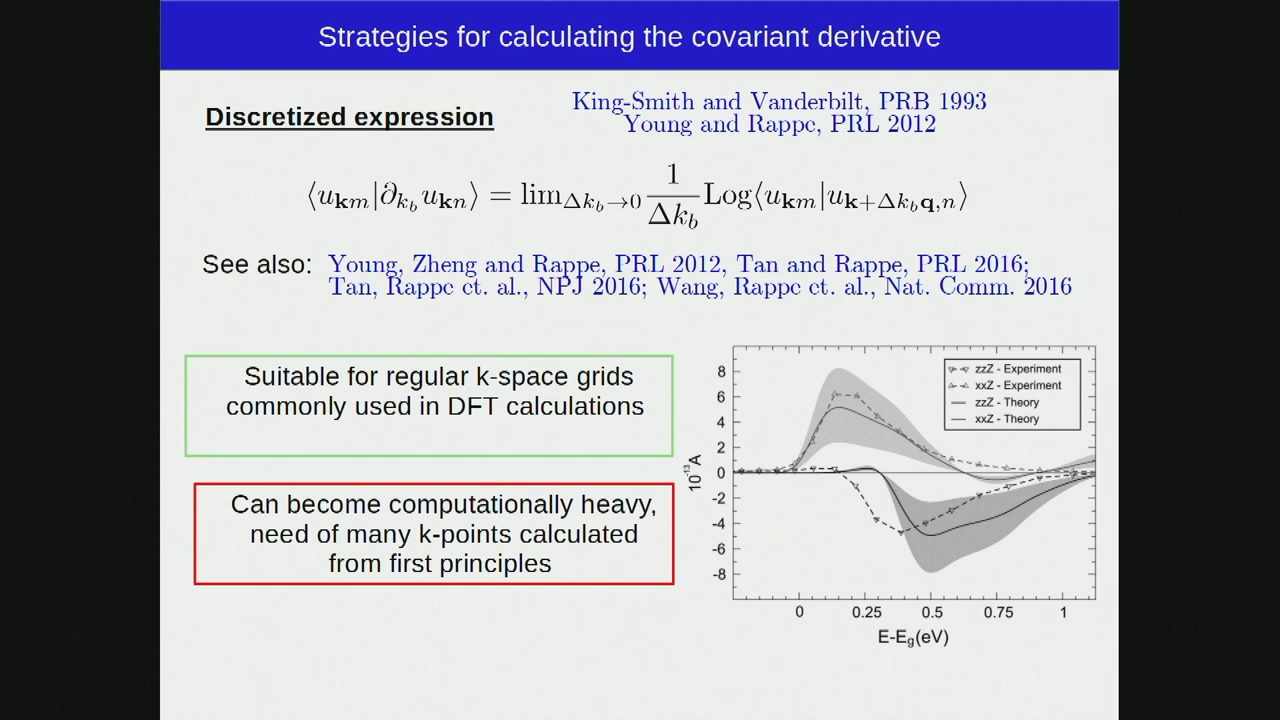 Strategies for calculating the covariant derivative
Discretized expression
King-Smith and Vanderbilt, PRB 1993
Young and Rappe, PRL 2012
⟨u_{𝐤m}|∂_{k_b} u_{𝐤n}⟩ = lim_{Δk_b→0} 1/Δk_b Log⟨u_{𝐤m}|u_{𝐤+Δk_b𝐪,n}⟩
See also: Young, Zheng and Rappe, PRL 2012, Tan and Rappe, PRL 2016;
Tan, Rappe et. al., NPJ 2016; Wang, Rappe et. al., Nat. Comm. 2016
Suitable for regular k-space grids
commonly used in DFT calculations
Can become computationally heavy,
need of many k-points calculated
from first principles
zzZ - Experiment
xxZ - Experiment
zzZ - Theory
xxZ - Theory
8
6
4
2
0
-2
-4
-6
-8
10⁻¹³A
0 0.25 0.5 0.75 1
E-E_g(eV)